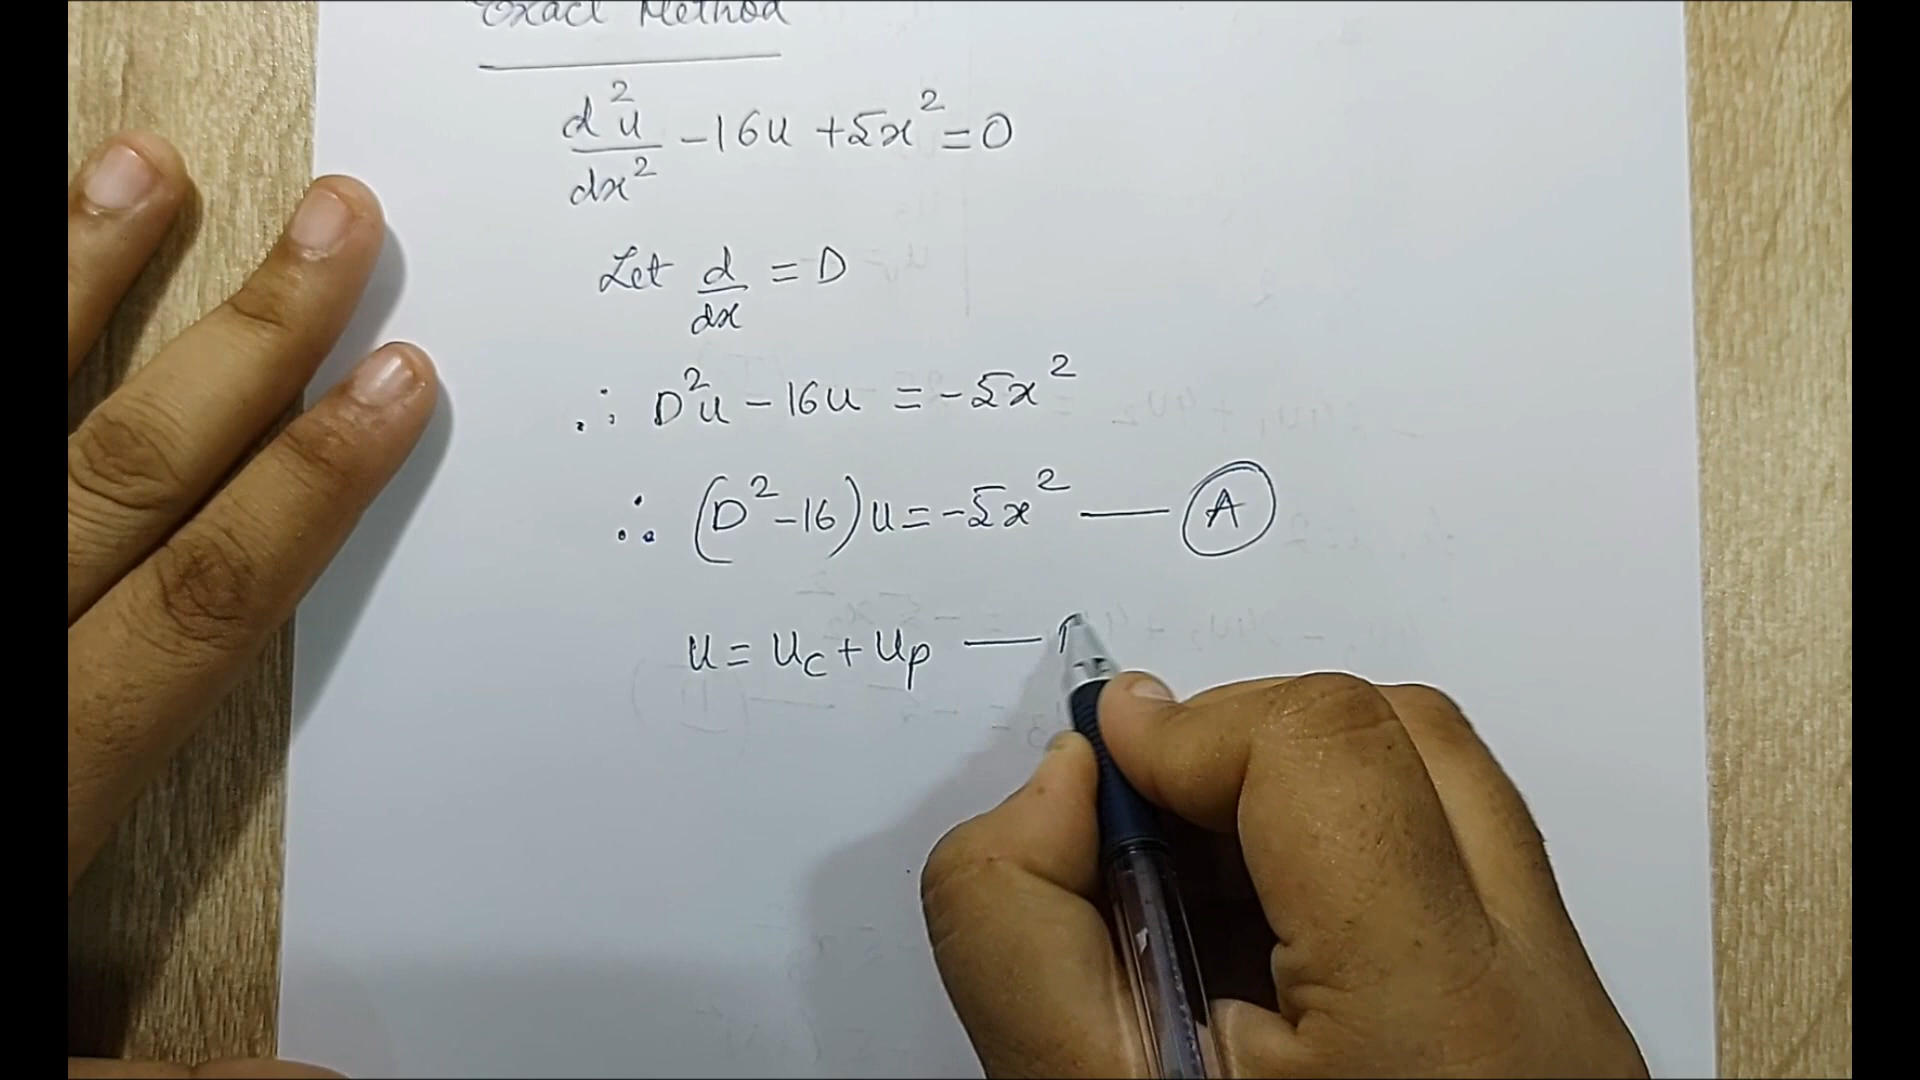 Exact Method
d²u/dx² - 16u + 5x² = 0
Let d/dx = D
∴ D²u - 16u = -5x²
∴ (D² - 16)u = -5x² — A
u = uc + up —